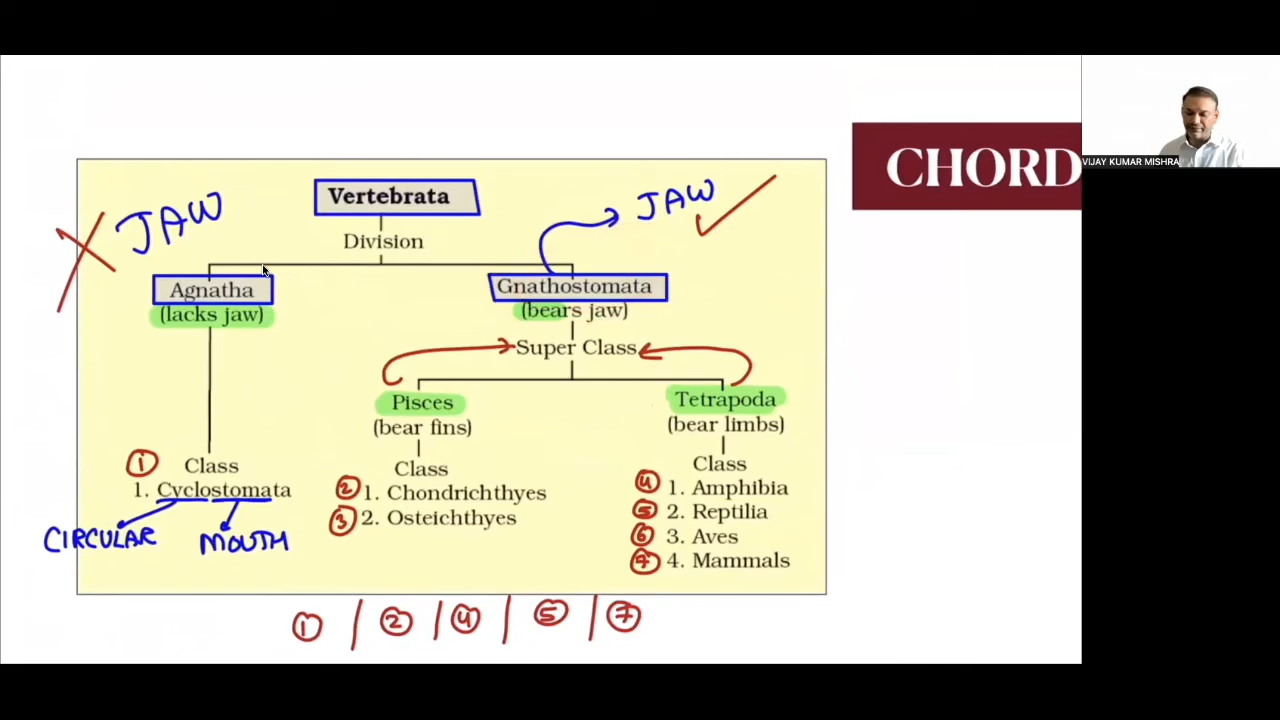 CHORD
VIJAY KUMAR MISHRA
Vertebrata
JAW
JAW
Division
Agnatha
(lacks jaw)
Gnathostomata
(bears jaw)
Super Class
Pisces
(bear fins)
Tetrapoda
(bear limbs)
① Class
1. Cyclostomata
CIRCULAR MOUTH
Class
② 1. Chondrichthyes
③ 2. Osteichthyes
Class
④ 1. Amphibia
⑤ 2. Reptilia
⑥ 3. Aves
⑦ 4. Mammals
① / ② / ④ / ⑤ / ⑦